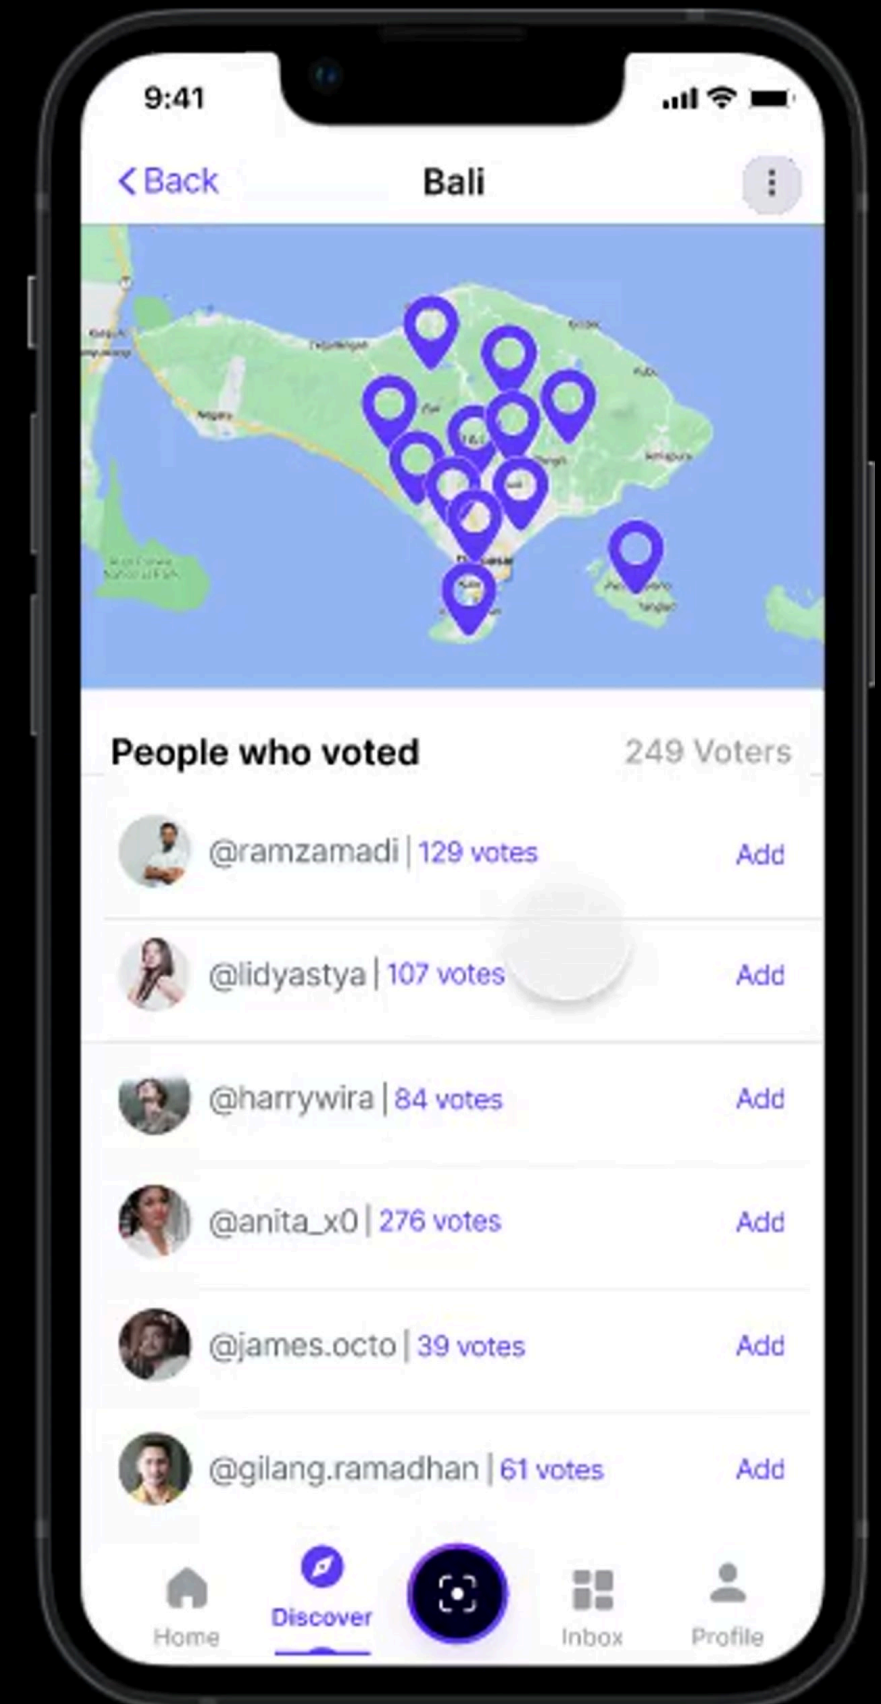 9:41
Back
Bali
Negara
Kubu
People who voted
249 Voters
@ramzamadi | 129 votes
Add
@lidyastya | 107 votes
Add
@harrywira | 84 votes
Add
@anita_x0 | 276 votes
Add
@james.octo | 39 votes
Add
@gilang.ramadhan | 61 votes
Add
Home
Discover
Inbox
Profile